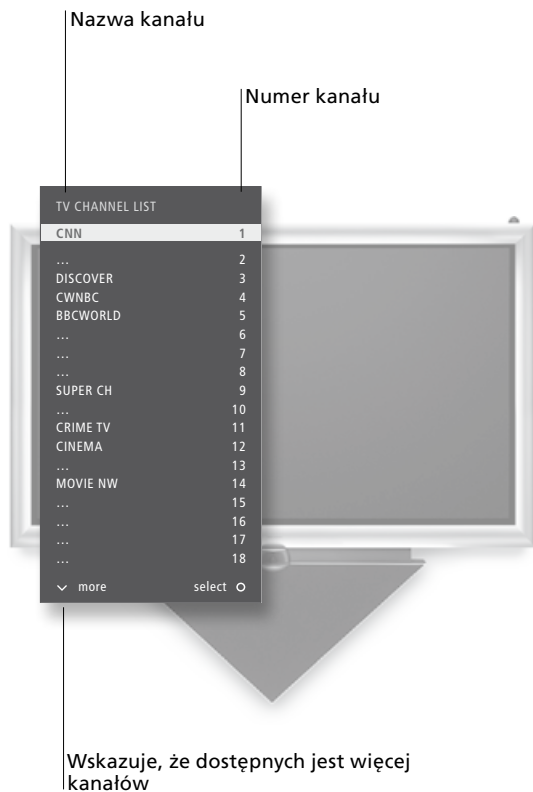 Nazwa kanału
Numer kanału
TV CHANNEL LIST
CNN 1
... 2
DISCOVER 3
CWNBC 4
BBCWORLD 5
... 6
... 7
... 8
SUPER CH 9
... 10
CRIME TV 11
CINEMA 12
... 13
MOVIE NW 14
... 15
... 16
... 17
... 18
more select
Wskazuje, że dostępnych jest więcej
kanałów